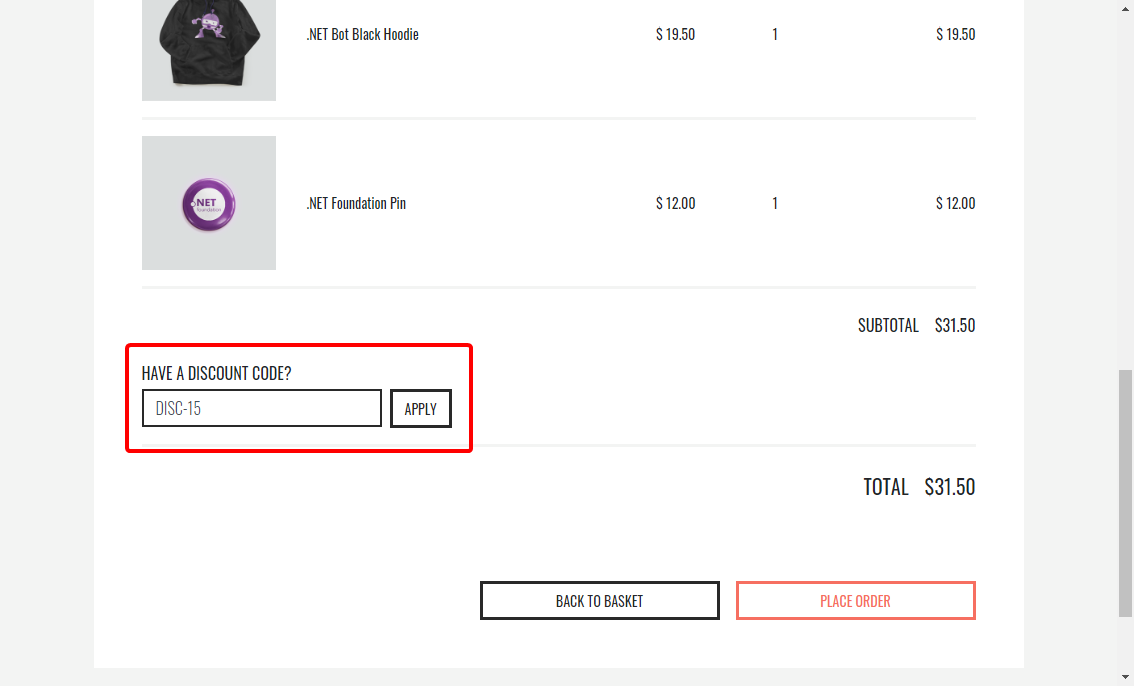 .NET Bot Black Hoodie $ 19.50 1 $ 19.50
.NET
foundation
.NET Foundation Pin $ 12.00 1 $ 12.00
SUBTOTAL $31.50
HAVE A DISCOUNT CODE?
DISC-15 APPLY
TOTAL $31.50
BACK TO BASKET PLACE ORDER